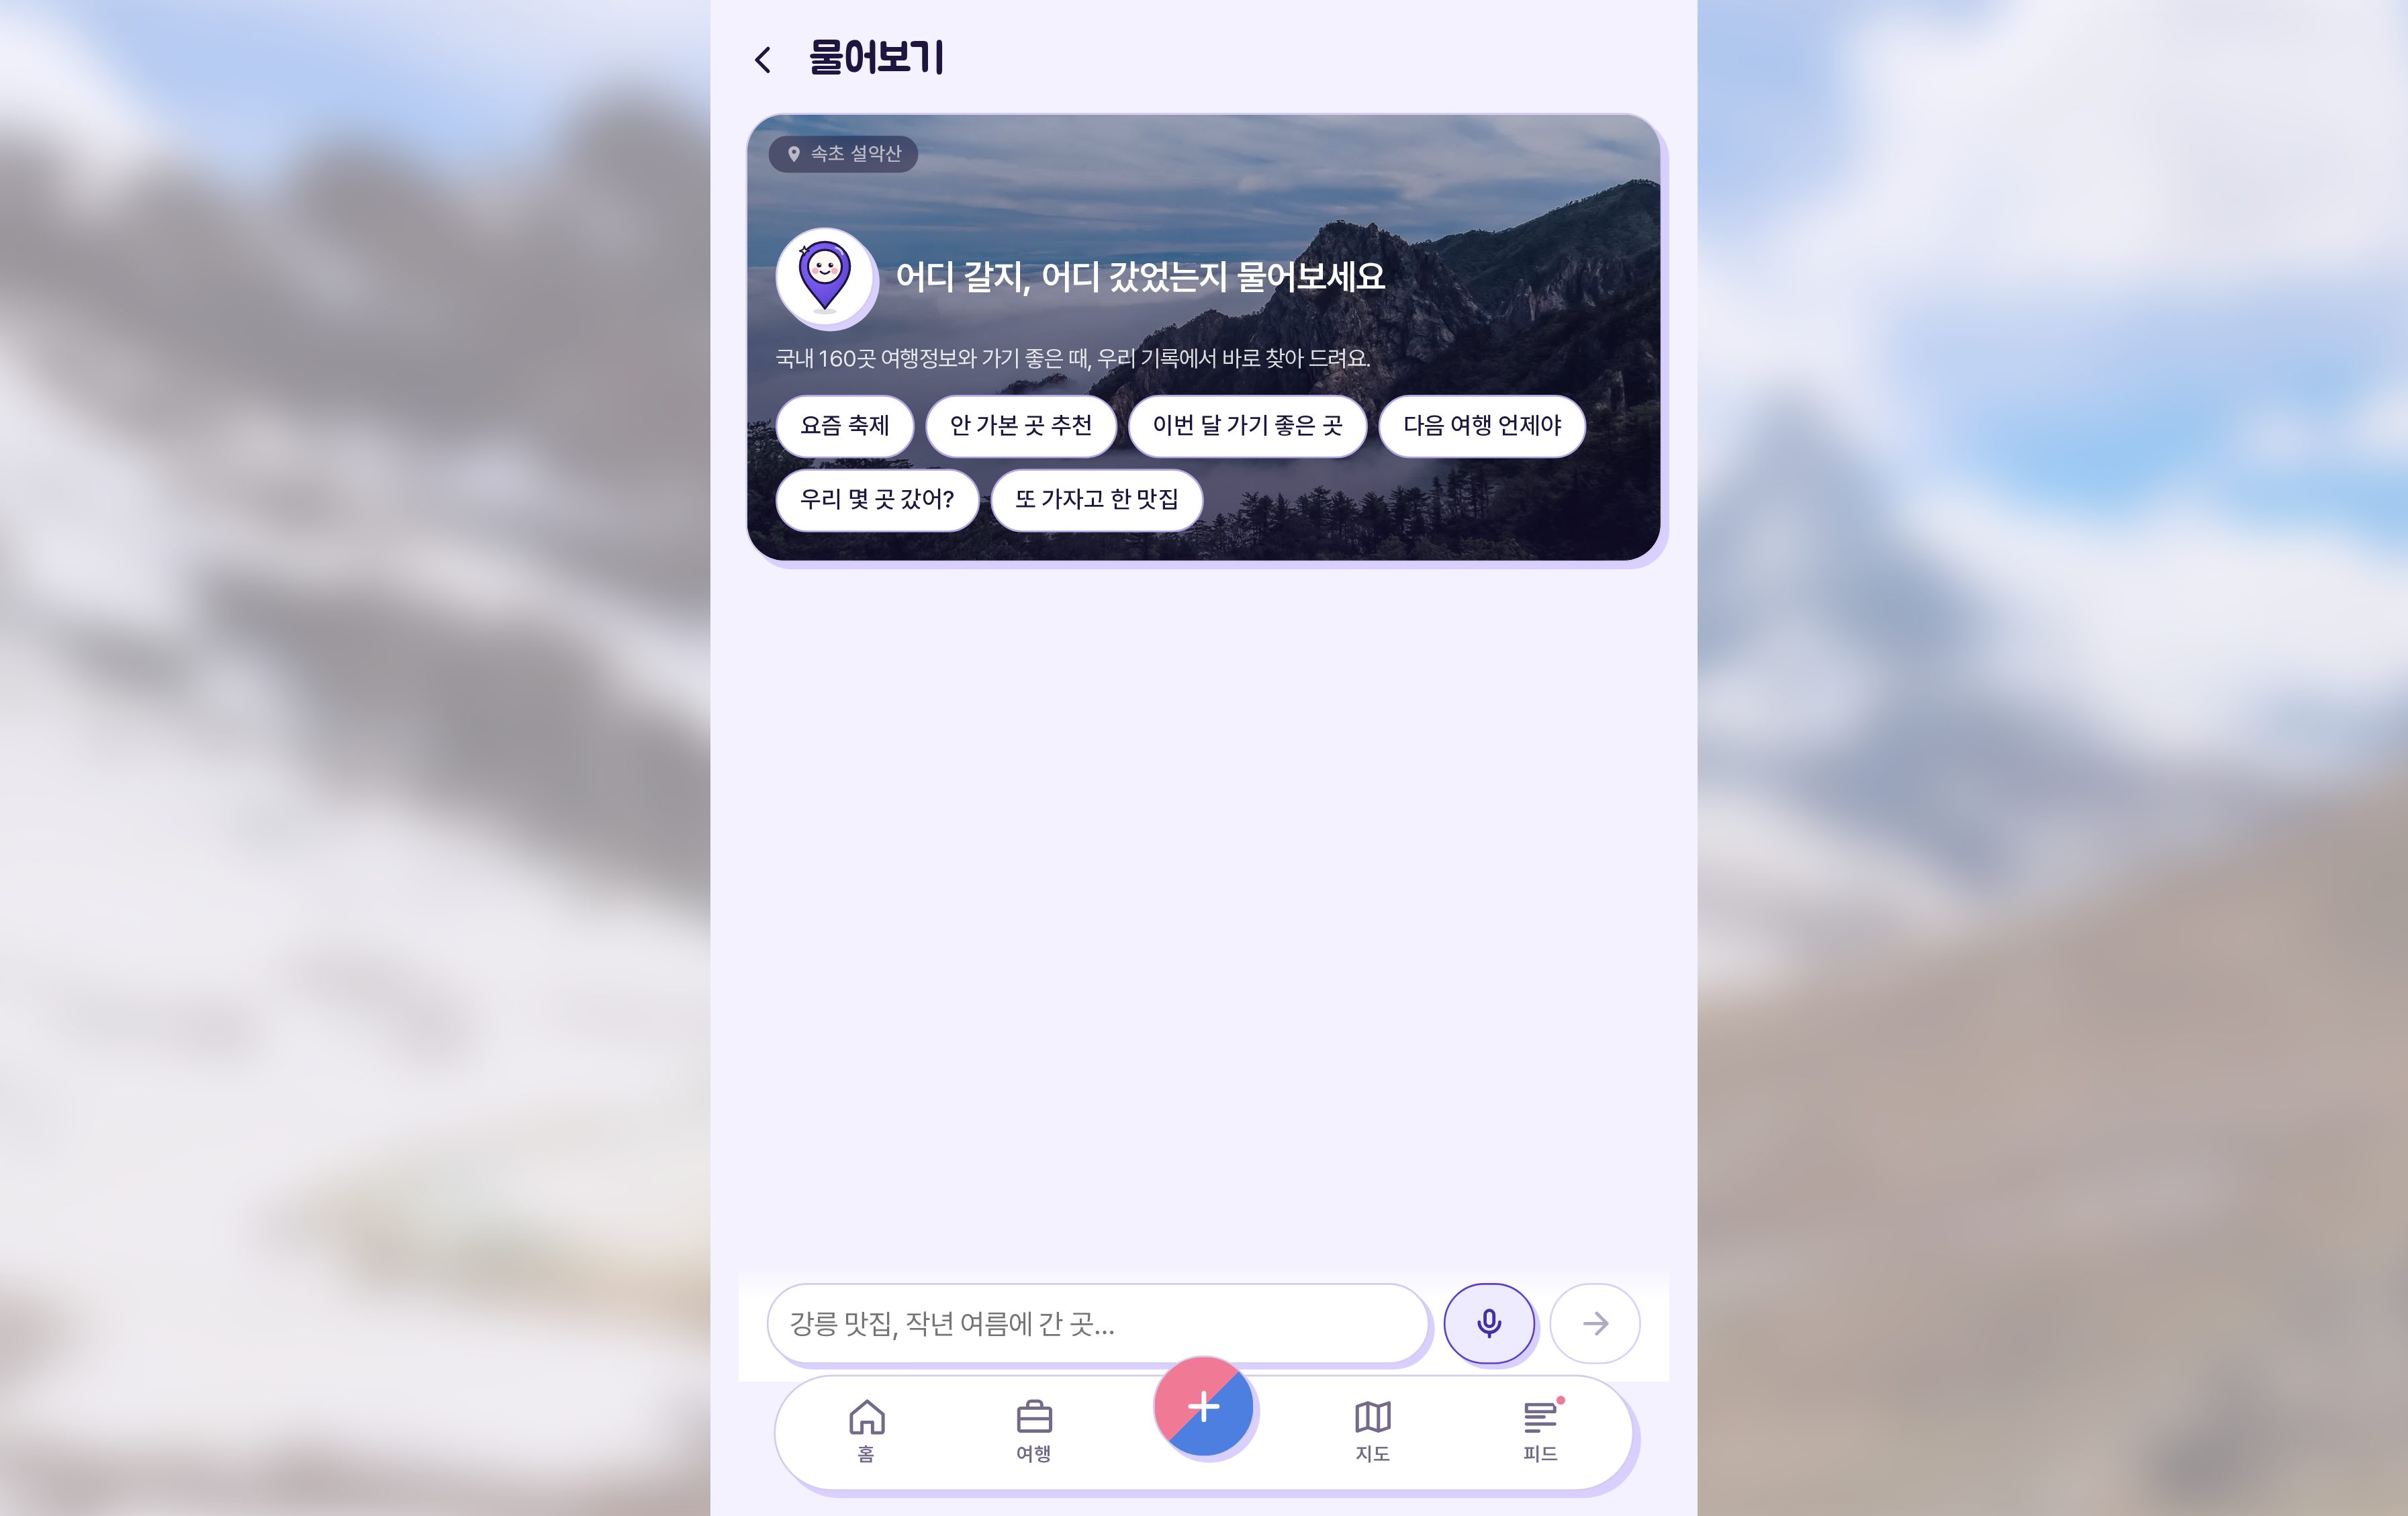 물어보기
속초 설악산
어디 갈지, 어디 갔었는지 물어보세요
국내 160곳 여행정보와 가기 좋은 때, 우리 기록에서 바로 찾아 드려요.
요즘 축제
안 가본 곳 추천
이번 달 가기 좋은 곳
다음 여행 언제야
우리 몇 곳 갔어?
또 가자고 한 맛집
강릉 맛집, 작년 여름에 간 곳...
홈
여행
지도
피드